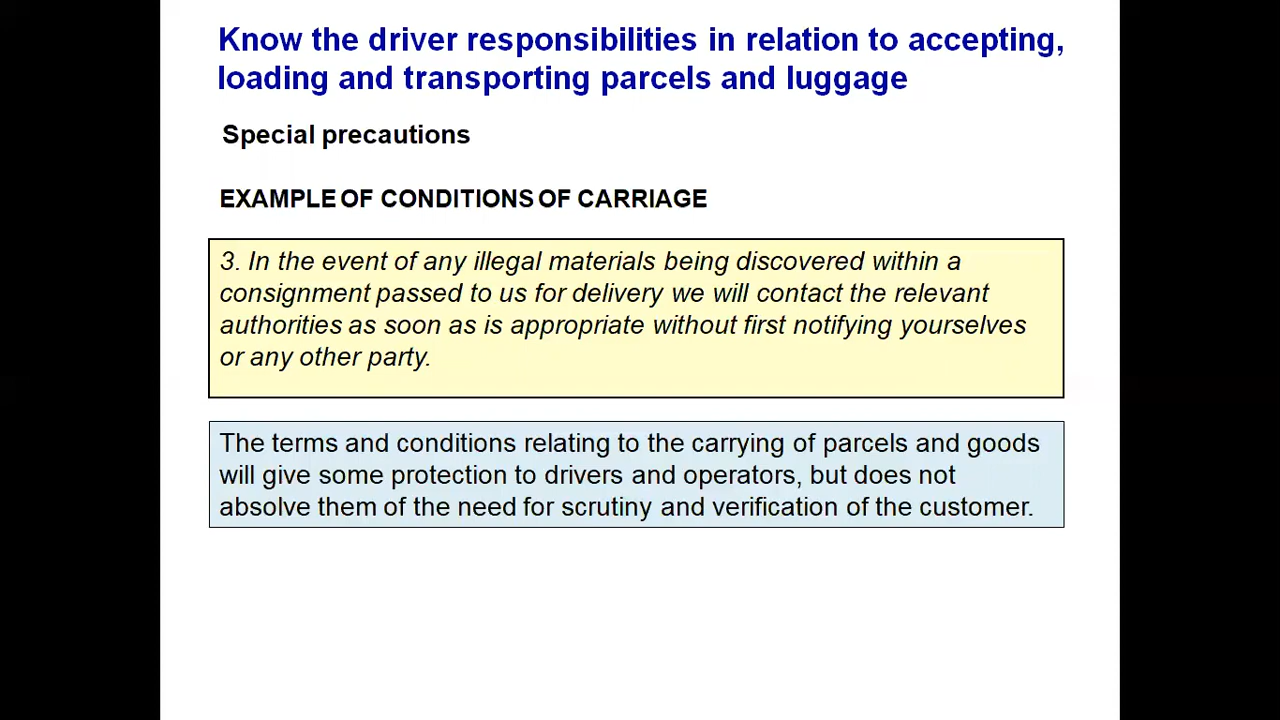 Know the driver responsibilities in relation to accepting,
loading and transporting parcels and luggage
Special precautions
EXAMPLE OF CONDITIONS OF CARRIAGE
3. In the event of any illegal materials being discovered within a
consignment passed to us for delivery we will contact the relevant
authorities as soon as is appropriate without first notifying yourselves
or any other party.
The terms and conditions relating to the carrying of parcels and goods
will give some protection to drivers and operators, but does not
absolve them of the need for scrutiny and verification of the customer.